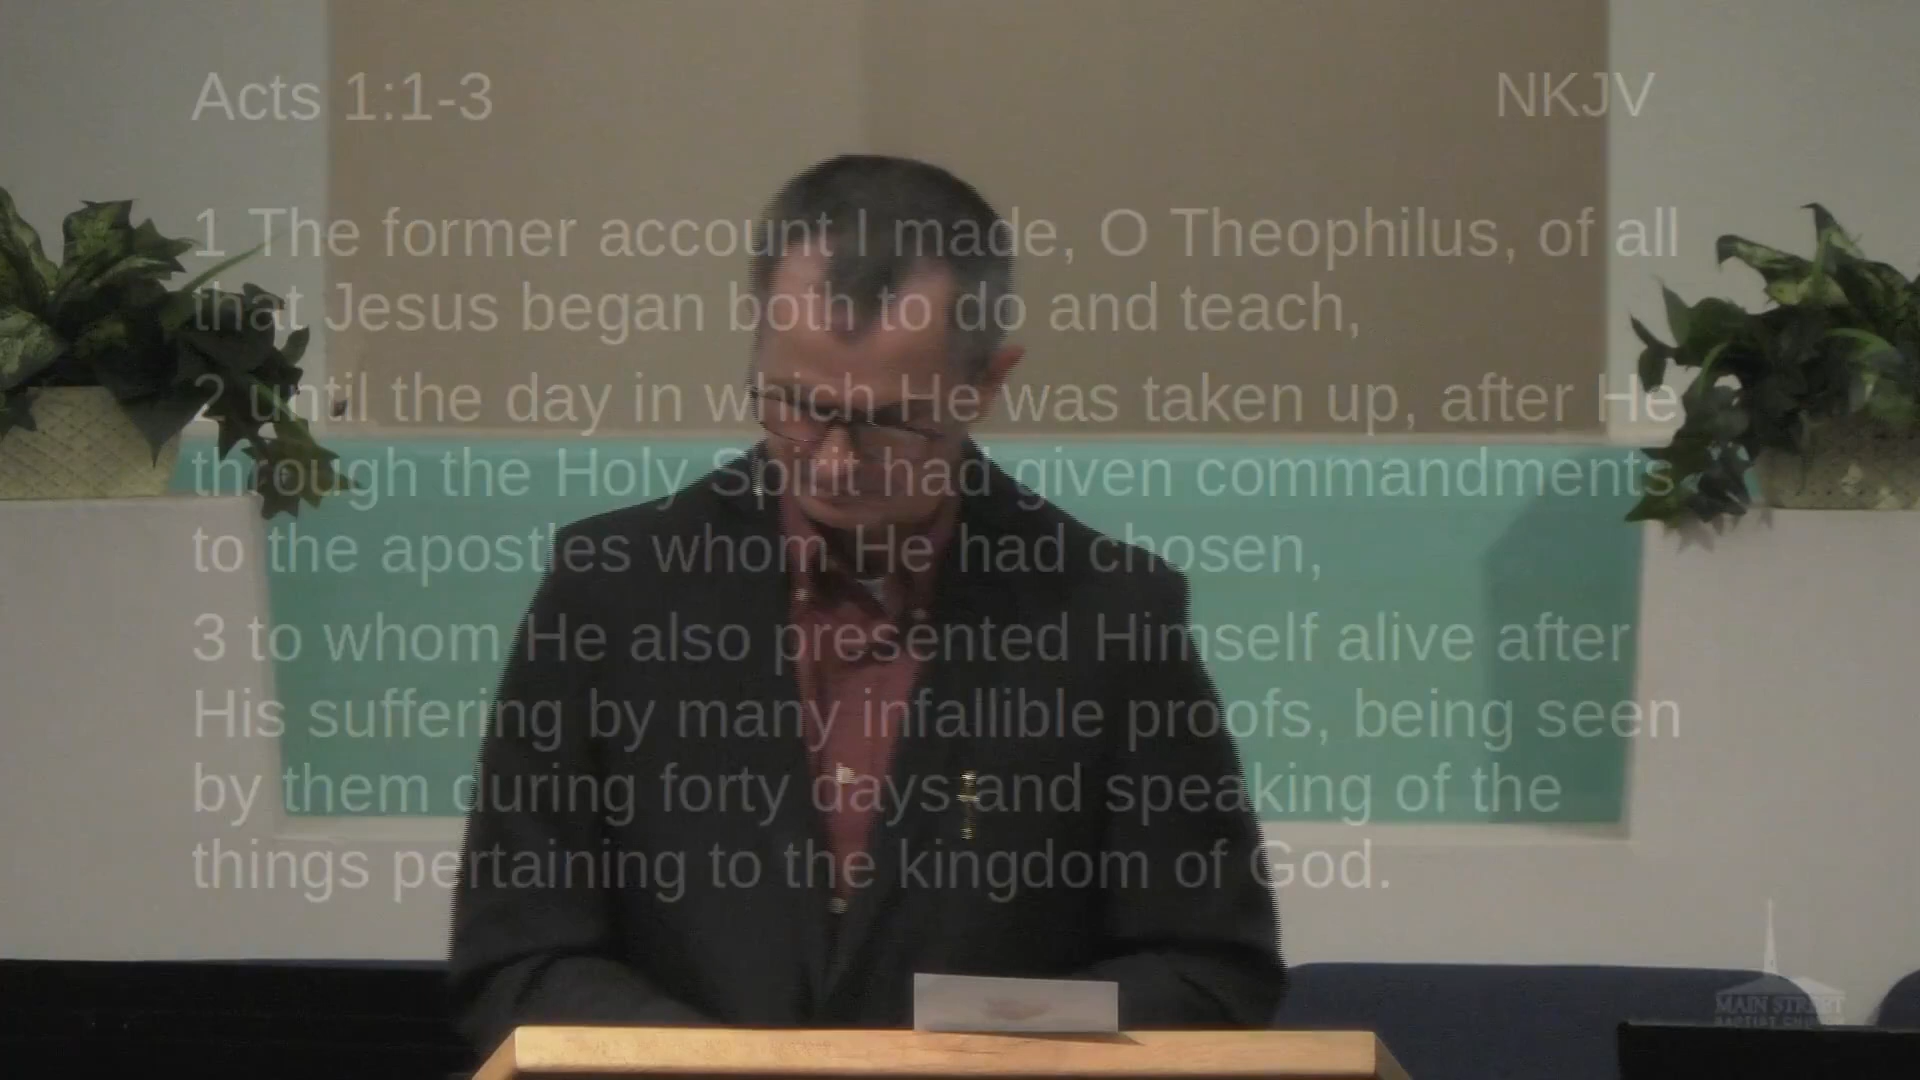 Acts 1:1-3 NKJV
1 The former account I made, O Theophilus, of all
that Jesus began both to do and teach,
2 until the day in which He was taken up, after He
through the Holy Spirit had given commandments
to the apostles whom He had chosen,
3 to whom He also presented Himself alive after
His suffering by many infallible proofs, being seen
by them during forty days and speaking of the
things pertaining to the kingdom of God.
MAIN STREET
BAPTIST CHURCH